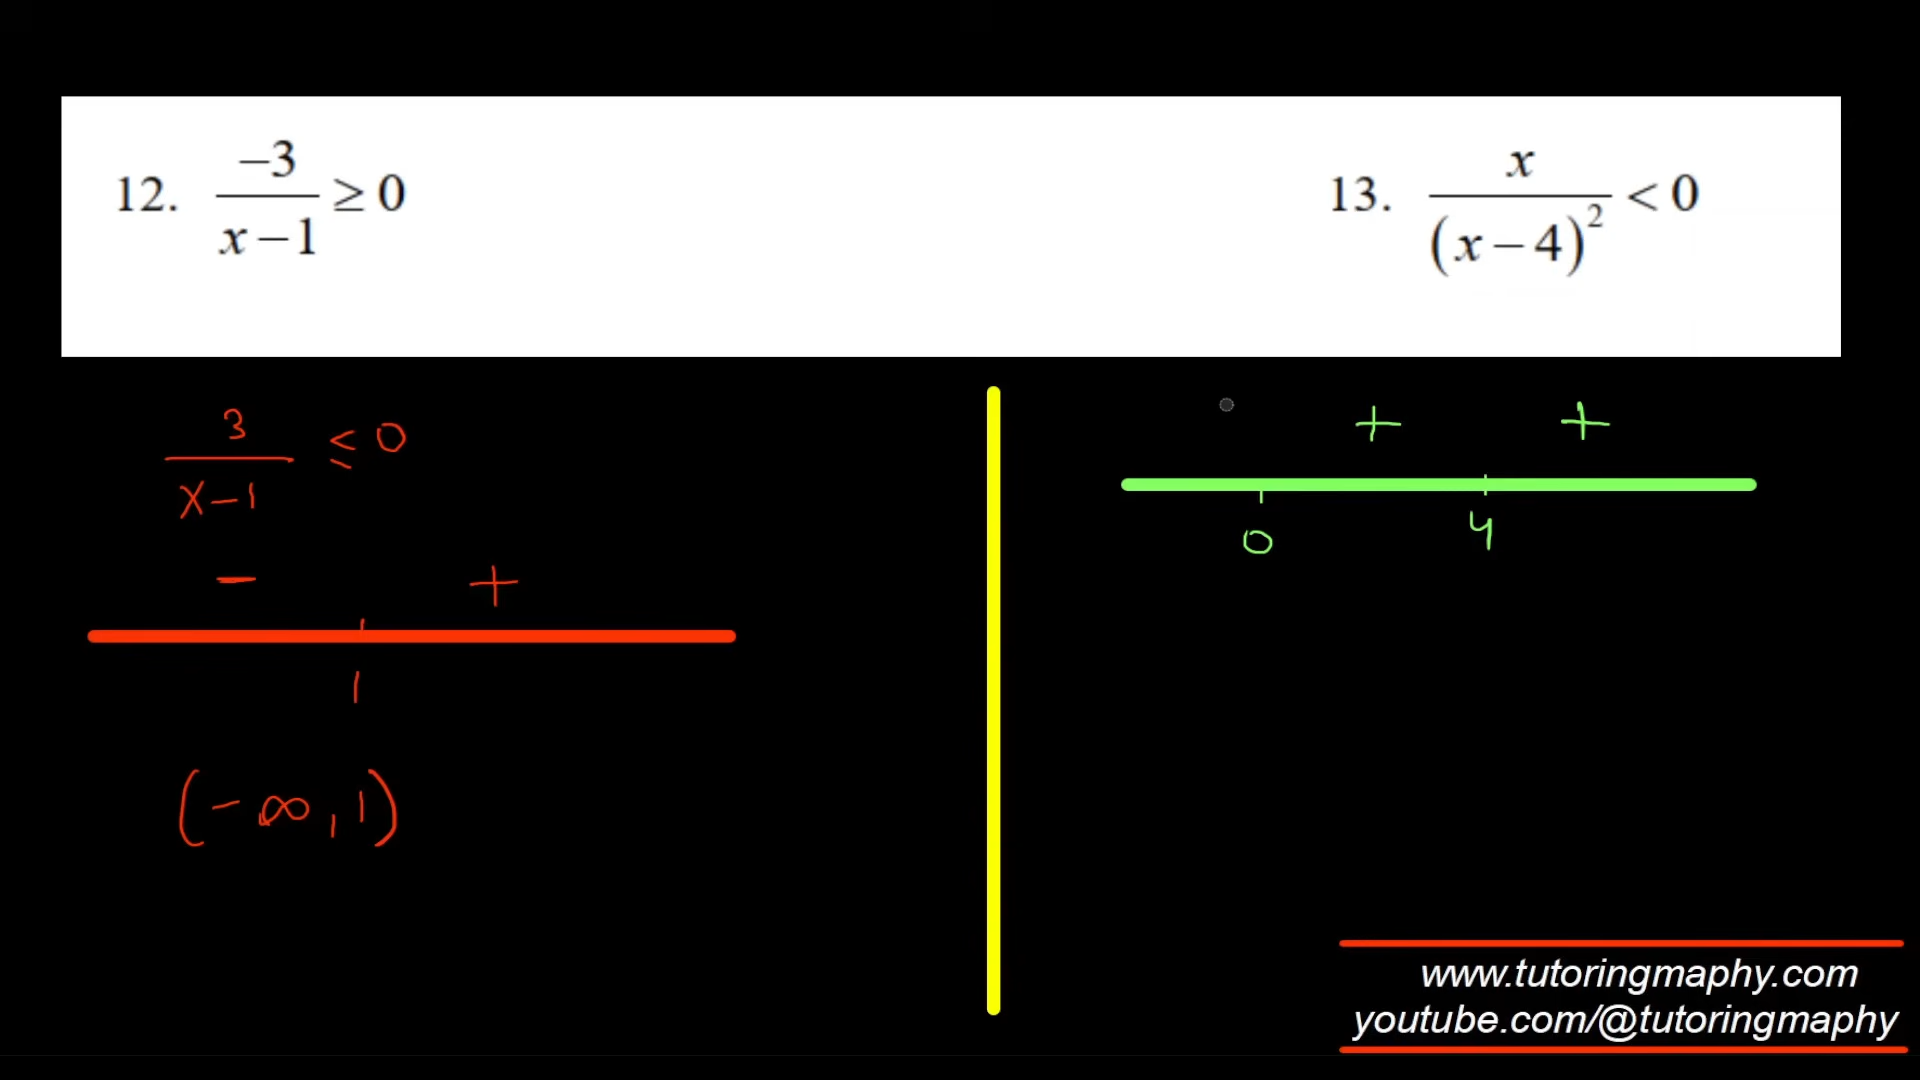 12. −3/(x−1) ≥ 0
13. x/(x−4)² < 0
3/(x−1) ≤ 0
− +
1
(−∞, 1)
+ +
0 4
www.tutoringmaphy.com
youtube.com/@tutoringmaphy